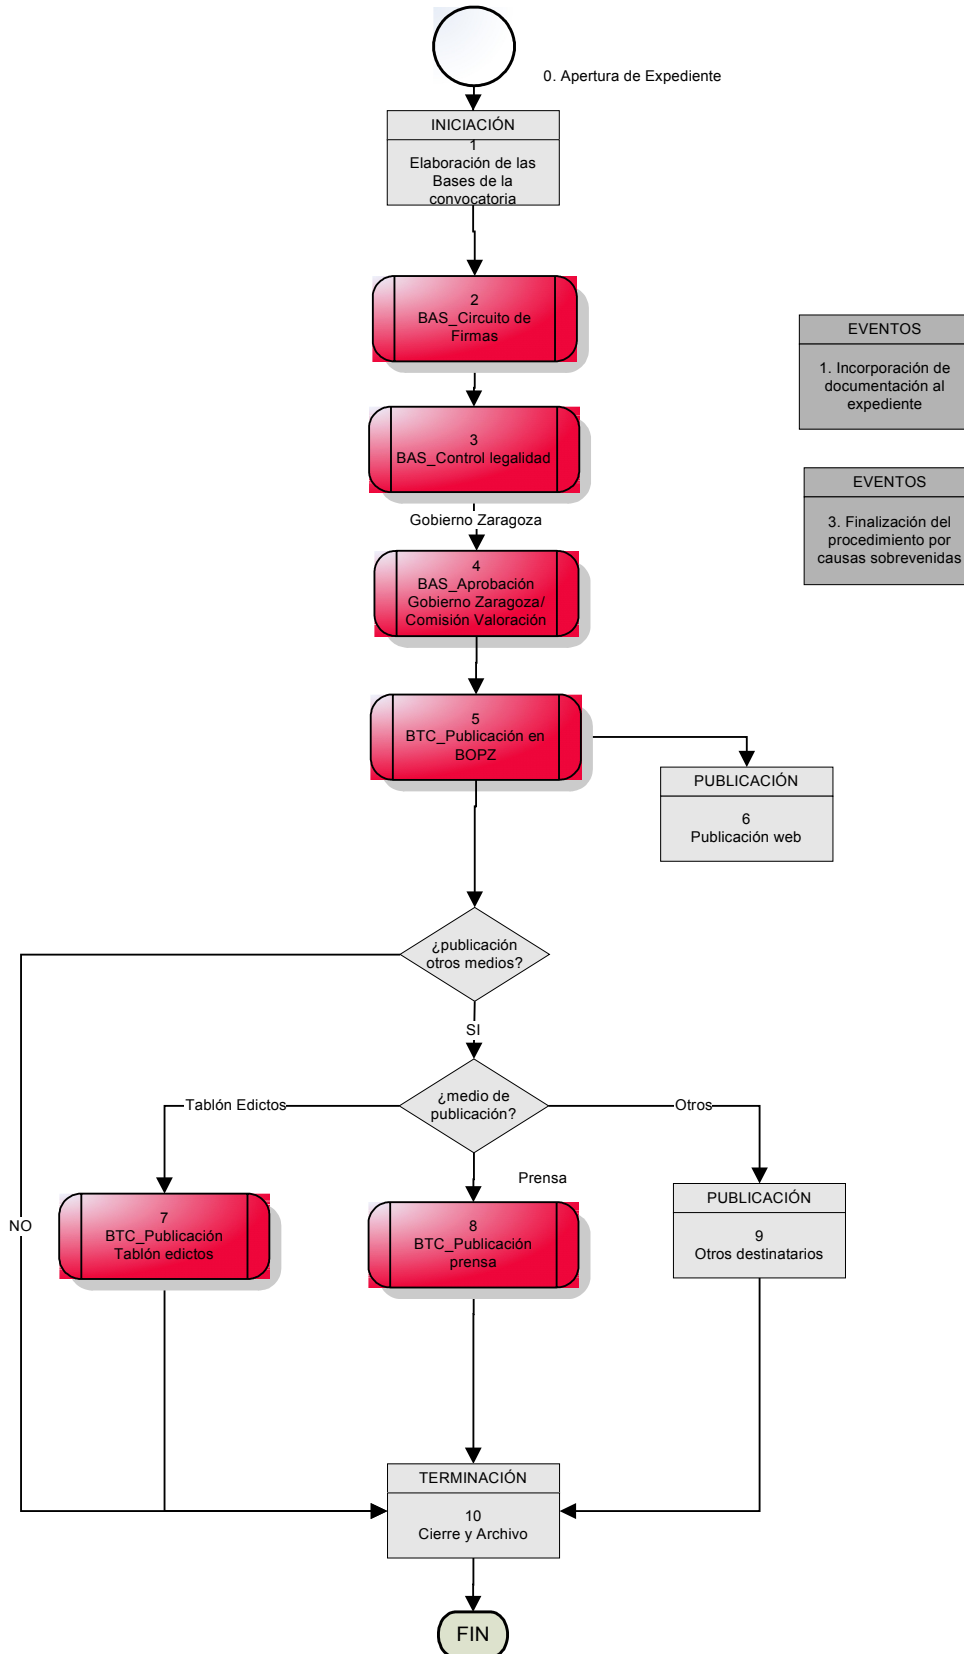 0. Apertura de Expediente
INICIACIÓN
1
Elaboración de las
Bases de la
convocatoria
2
BAS_Circuito de
Firmas
EVENTOS
1. Incorporación de
documentación al
expediente
3
BAS_Control legalidad
EVENTOS
3. Finalización del
procedimiento por
causas sobrevenidas
Gobierno Zaragoza
4
BAS_Aprobación
Gobierno Zaragoza/
Comisión Valoración
5
BTC_Publicación en
BOPZ
PUBLICACIÓN
6
Publicación web
¿publicación
otros medios?
SI
¿medio de
publicación?
Tablón Edictos
Otros
Prensa
NO
7
BTC_Publicación
Tablón edictos
8
BTC_Publicación
prensa
PUBLICACIÓN
9
Otros destinatarios
TERMINACIÓN
10
Cierre y Archivo
FIN